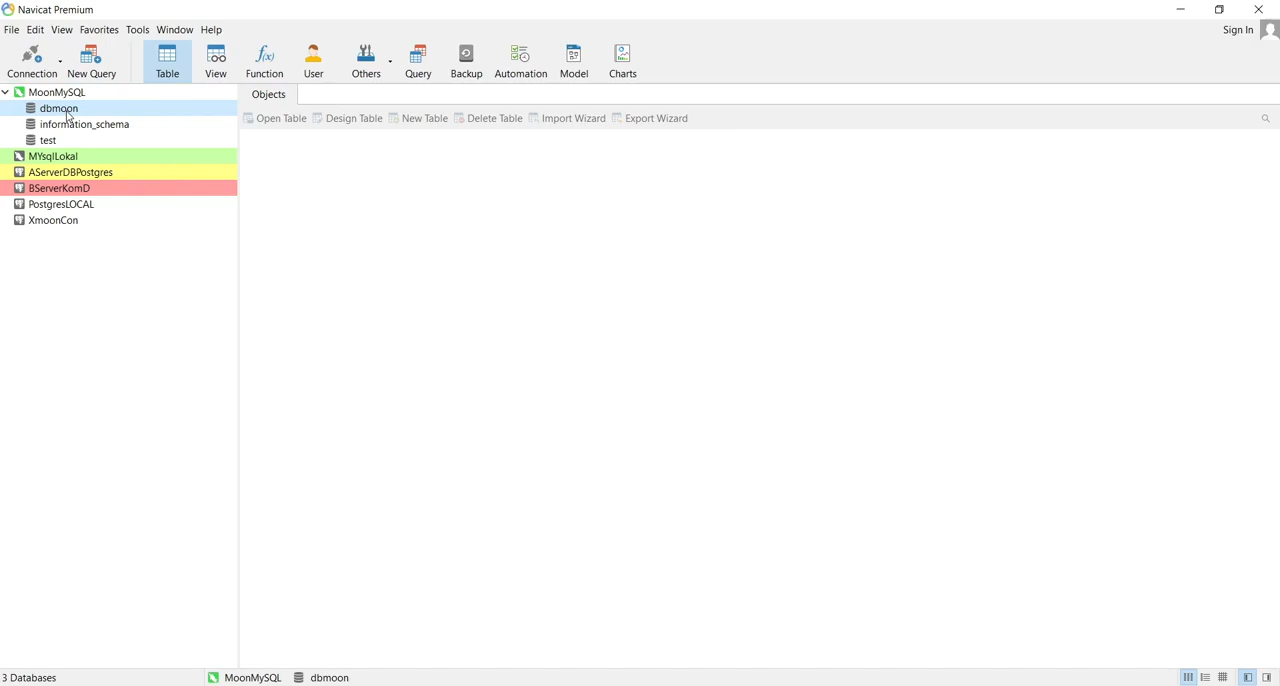 Navicat Premium
File Edit View Favorites Tools Window Help Sign In
Connection New Query Table View Function User Others Query Backup Automation Model Charts
MoonMySQL
Objects
dbmoon
Open Table Design Table New Table Delete Table Import Wizard Export Wizard
information_schema
test
MYsqlLokal
AServerDBPostgres
BServerKomD
PostgresLOCAL
XmoonCon
3 Databases MoonMySQL dbmoon